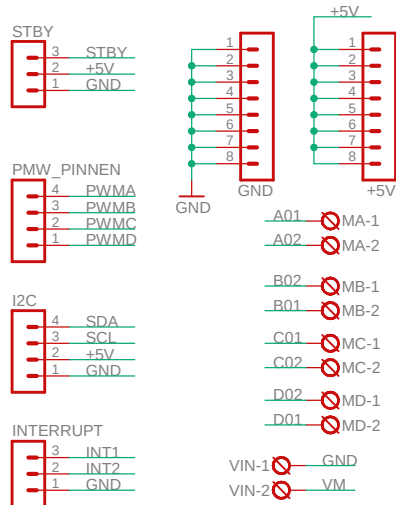 STBY
3 STBY
2 +5V
1 GND
PMW_PINNEN
4 PWMA
3 PWMB
2 PWMC
1 PWMD
I2C
4 SDA
3 SCL
2 +5V
1 GND
INTERRUPT
3 INT1
2 INT2
1 GND
1
2
3
4
5
6
7
8
GND
GND
+5V
1
2
3
4
5
6
7
8
+5V
A01 MA-1
A02 MA-2
B02 MB-1
B01 MB-2
C01 MC-1
C02 MC-2
D02 MD-1
D01 MD-2
VIN-1 GND
VIN-2 VM